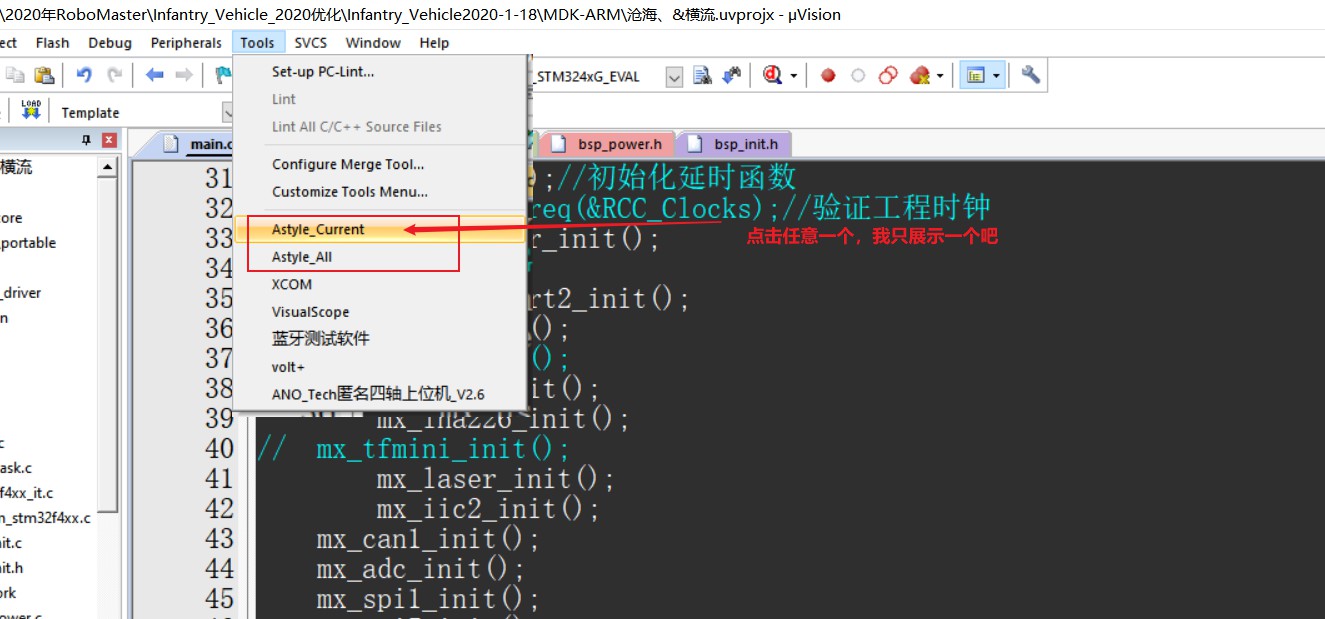 \2020年RoboMaster\Infantry_Vehicle_2020优化\Infantry_Vehicle2020-1-18\MDK-ARM\沧海、&横流.uvprojx - µVision
ect Flash Debug Peripherals Tools SVCS Window Help
Set-up PC-Lint...
_STM324xG_EVAL
Lint
LOAD
Template
Lint All C/C++ Source Files
main.c
bsp_power.h
bsp_init.h
Configure Merge Tool...
横流
31 ;//初始化延时函数
Customize Tools Menu...
32 req(&RCC_Clocks);//验证工程时钟
ore
Astyle_Current
点击任意一个，我只展示一个吧
33 r_init();
portable
Astyle_All
34
XCOM
_driver
35 rt2_init();
VisualScope
n
36 ();
蓝牙测试软件
37 ();
volt+
38 it();
ANO_Tech匿名四轴上位机_V2.6
39 mx_ina226_init();
c
40 // mx_tfmini_init();
ask.c
41 mx_laser_init();
f4xx_it.c
42 mx_iic2_init();
n_stm32f4xx.c
43 mx_can1_init();
it.c
44 mx_adc_init();
it.h
rk
45 mx_spi1_init();